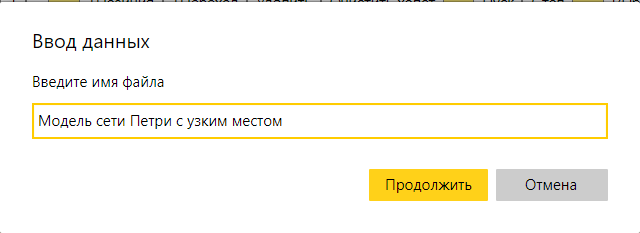 Ввод данных
Введите имя файла
Модель сети Петри с узким местом
Продолжить
Отмена